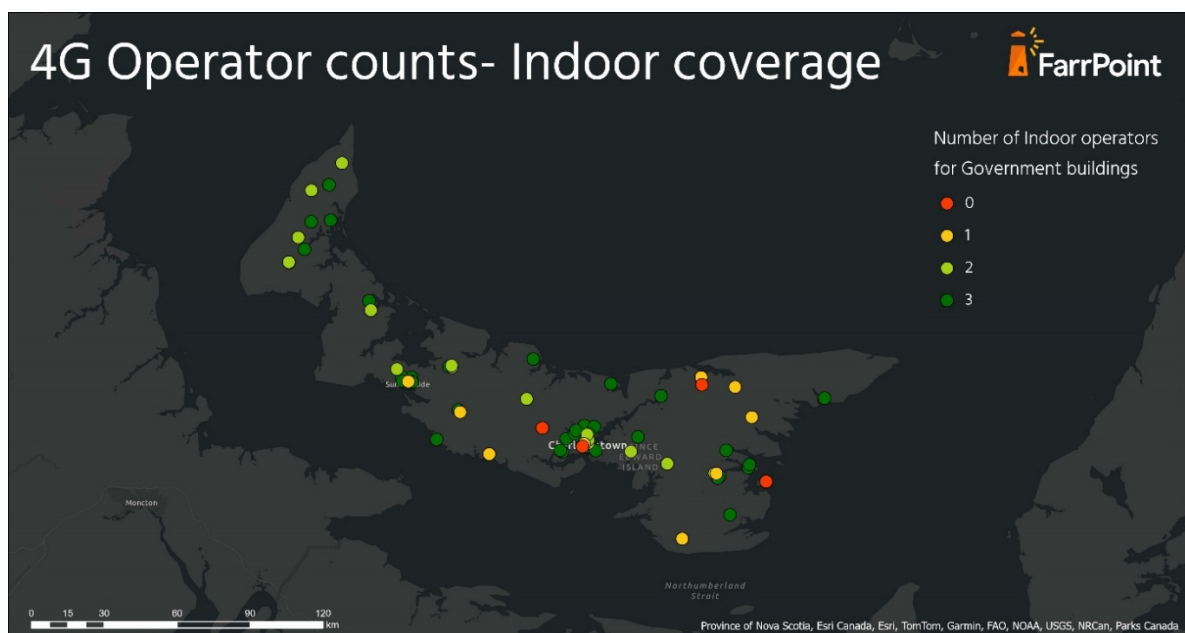 4G Operator counts- Indoor coverage
FarrPoint
Number of Indoor operators
for Government buildings
0
1
2
3
PRINCE
EDWARD
ISLAND
Moncton
Northumberland
Strait
0 15 30 60 90 120
km
Province of Nova Scotia, Esri Canada, Esri, TomTom, Garmin, FAO, NOAA, USGS, NRCan, Parks Canada